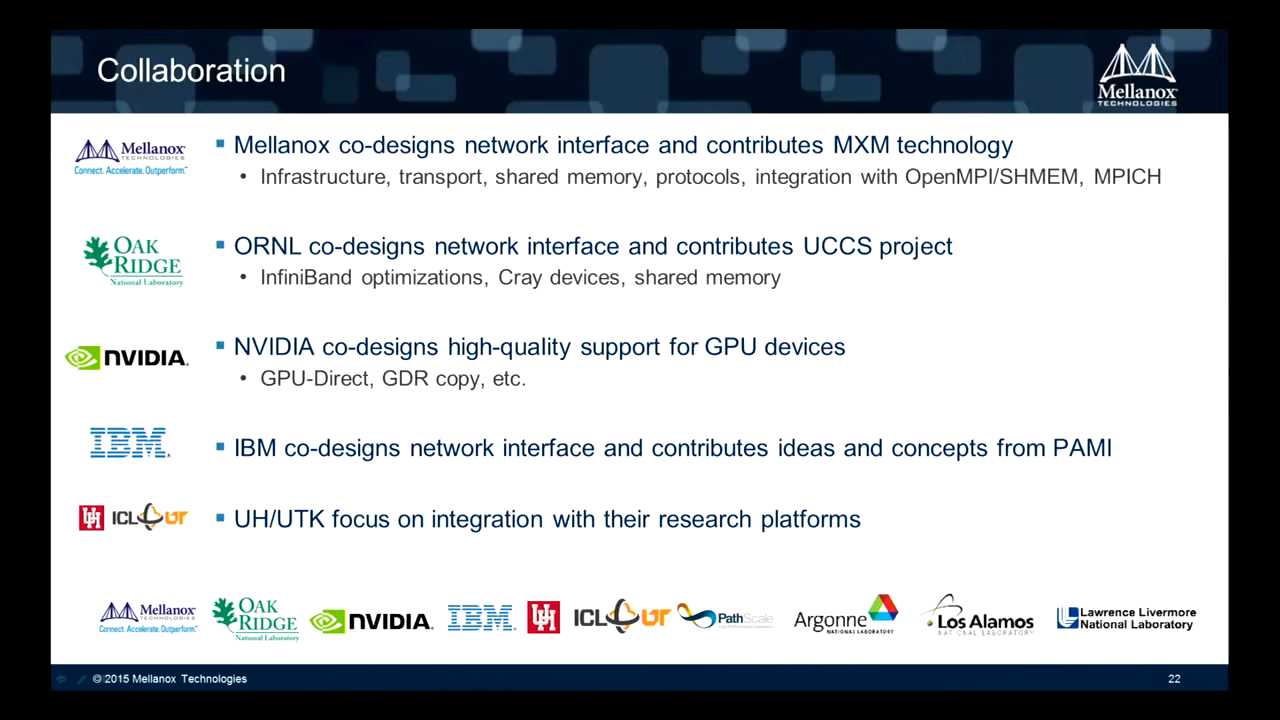 Collaboration
Mellanox
TECHNOLOGIES
Mellanox
TECHNOLOGIES
Connect. Accelerate. Outperform.™
▪ Mellanox co-designs network interface and contributes MXM technology
• Infrastructure, transport, shared memory, protocols, integration with OpenMPI/SHMEM, MPICH
OAK
RIDGE
National Laboratory
▪ ORNL co-designs network interface and contributes UCCS project
• InfiniBand optimizations, Cray devices, shared memory
NVIDIA.
▪ NVIDIA co-designs high-quality support for GPU devices
• GPU-Direct, GDR copy, etc.
IBM®
▪ IBM co-designs network interface and contributes ideas and concepts from PAMI
UH ICL UT
▪ UH/UTK focus on integration with their research platforms
Mellanox
TECHNOLOGIES
Connect. Accelerate. Outperform.™
OAK
RIDGE
National Laboratory
NVIDIA.
IBM®
UH
ICL UT
PathScale
Argonne
NATIONAL LABORATORY
Los Alamos
NATIONAL LABORATORY
Lawrence Livermore
National Laboratory
© 2015 Mellanox Technologies
22